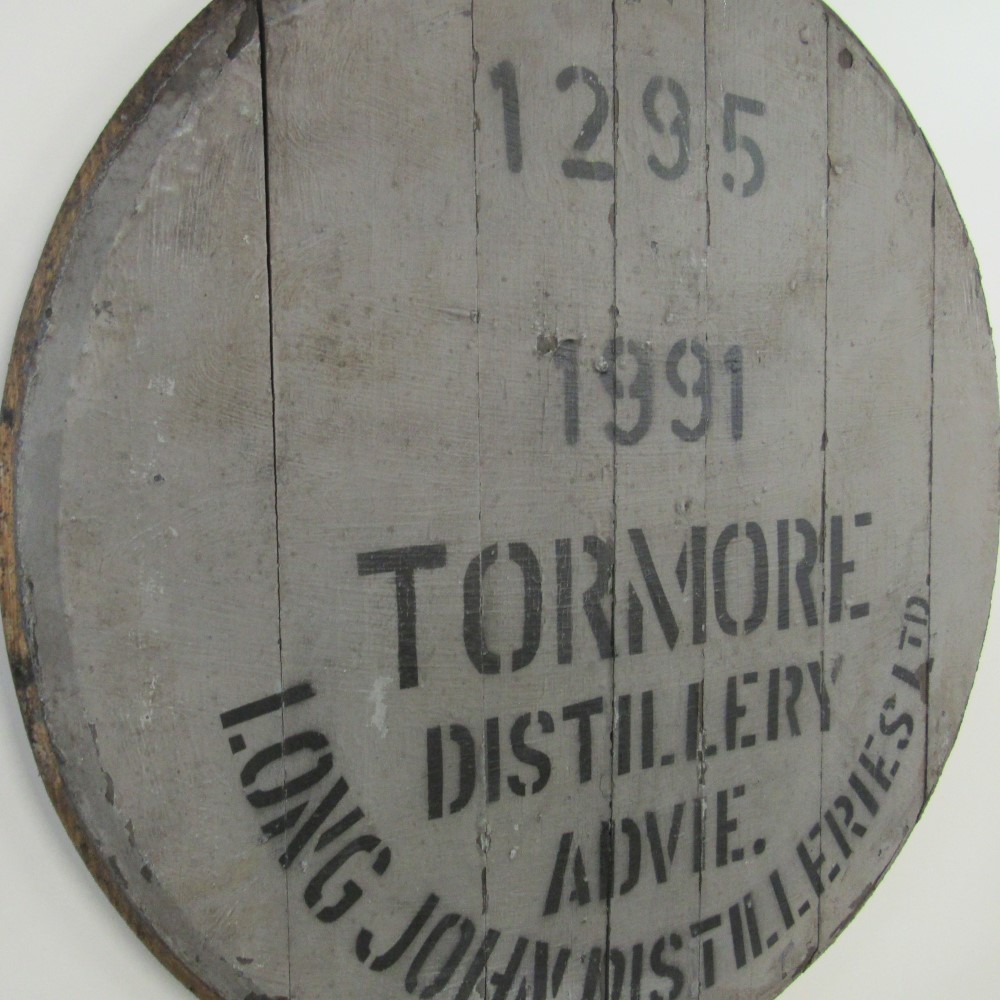 1295
1991
TORMORE
DISTILLERY
ADVIE.
LONG JOHN DISTILLERIES LTD